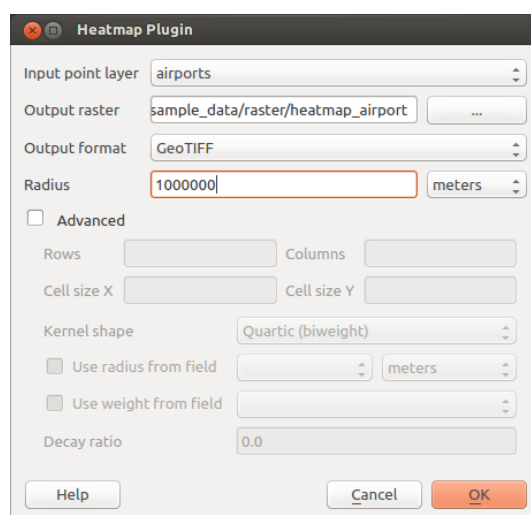 Heatmap Plugin
Input point layer airports
Output raster sample_data/raster/heatmap_airport ...
Output format GeoTIFF
Radius 1000000 meters
Advanced
Rows Columns
Cell size X Cell size Y
Kernel shape Quartic (biweight)
Use radius from field meters
Use weight from field
Decay ratio 0.0
Help Cancel OK